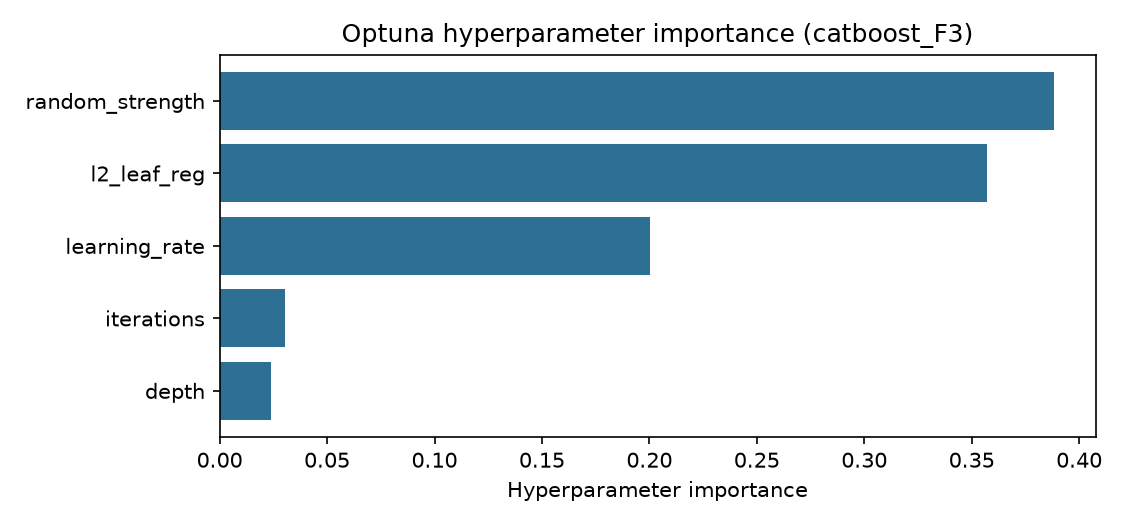 Optuna hyperparameter importance (catboost_F3)
random_strength
l2_leaf_reg
learning_rate
iterations
depth
0.00 0.05 0.10 0.15 0.20 0.25 0.30 0.35 0.40
Hyperparameter importance